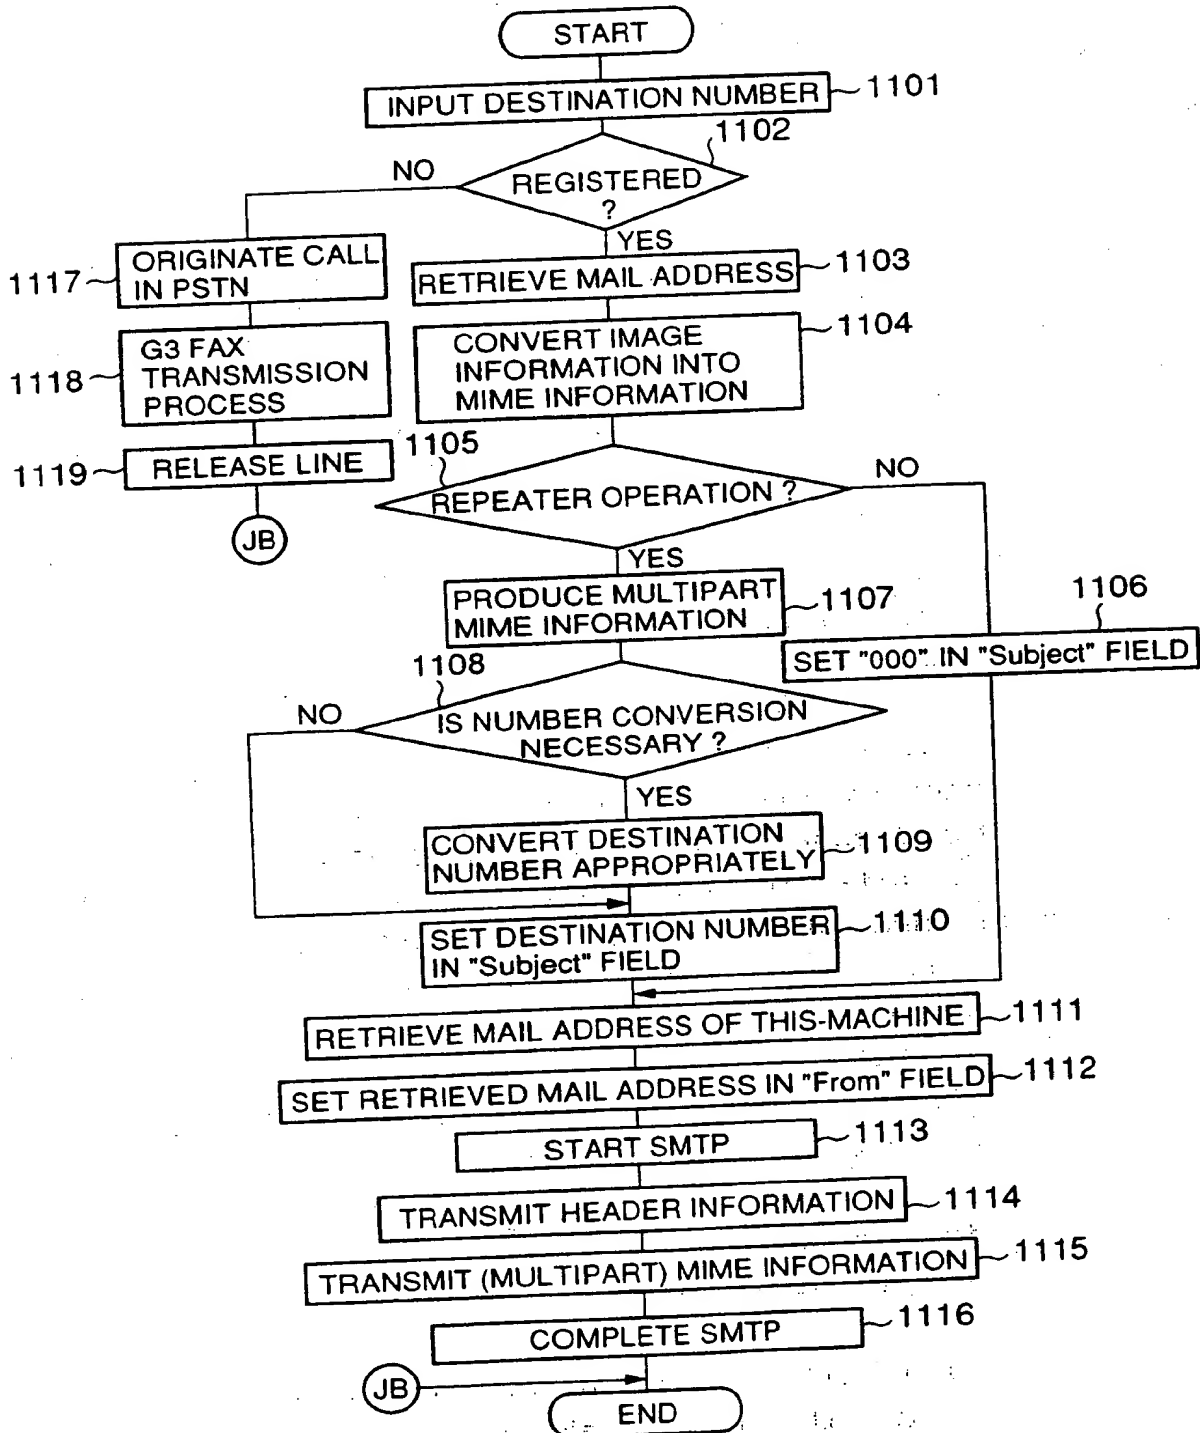 START
INPUT DESTINATION NUMBER
1101
1102
NO
REGISTERED
?
YES
1117
ORIGINATE CALL
IN PSTN
RETRIEVE MAIL ADDRESS
1103
1118
G3 FAX
TRANSMISSION
PROCESS
CONVERT IMAGE
INFORMATION INTO
MIME INFORMATION
1104
1119
RELEASE LINE
JB
1105
REPEATER OPERATION ?
NO
YES
PRODUCE MULTIPART
MIME INFORMATION
1107
1106
SET "000" IN "Subject" FIELD
1108
NO
IS NUMBER CONVERSION
NECESSARY ?
YES
CONVERT DESTINATION
NUMBER APPROPRIATELY
1109
SET DESTINATION NUMBER
IN "Subject" FIELD
1110
RETRIEVE MAIL ADDRESS OF THIS-MACHINE
1111
SET RETRIEVED MAIL ADDRESS IN "From" FIELD
1112
START SMTP
1113
TRANSMIT HEADER INFORMATION
1114
TRANSMIT (MULTIPART) MIME INFORMATION
1115
COMPLETE SMTP
1116
JB
END